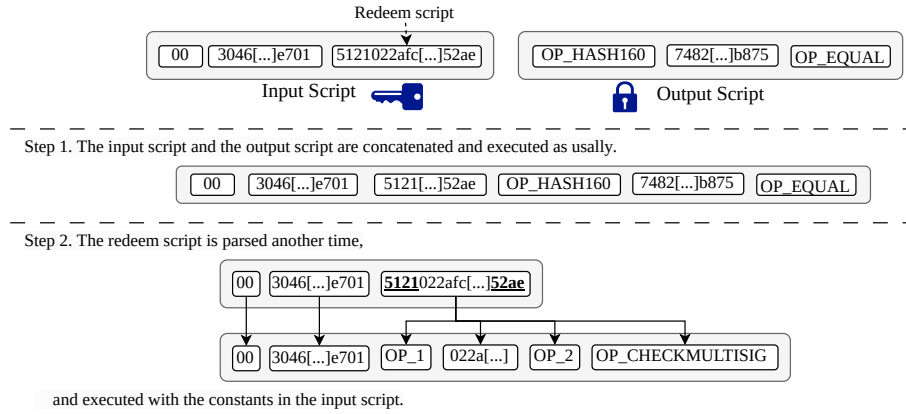 Redeem script
00 3046[...]e701 5121022afc[...]52ae OP_HASH160 7482[...]b875 OP_EQUAL
Input Script Output Script
Step 1. The input script and the output script are concatenated and executed as usally.
00 3046[...]e701 5121[...]52ae OP_HASH160 7482[...]b875 OP_EQUAL
Step 2. The redeem script is parsed another time,
00 3046[...]e701 5121022afc[...]52ae
00 3046[...]e701 OP_1 022a[...] OP_2 OP_CHECKMULTISIG
and executed with the constants in the input script.